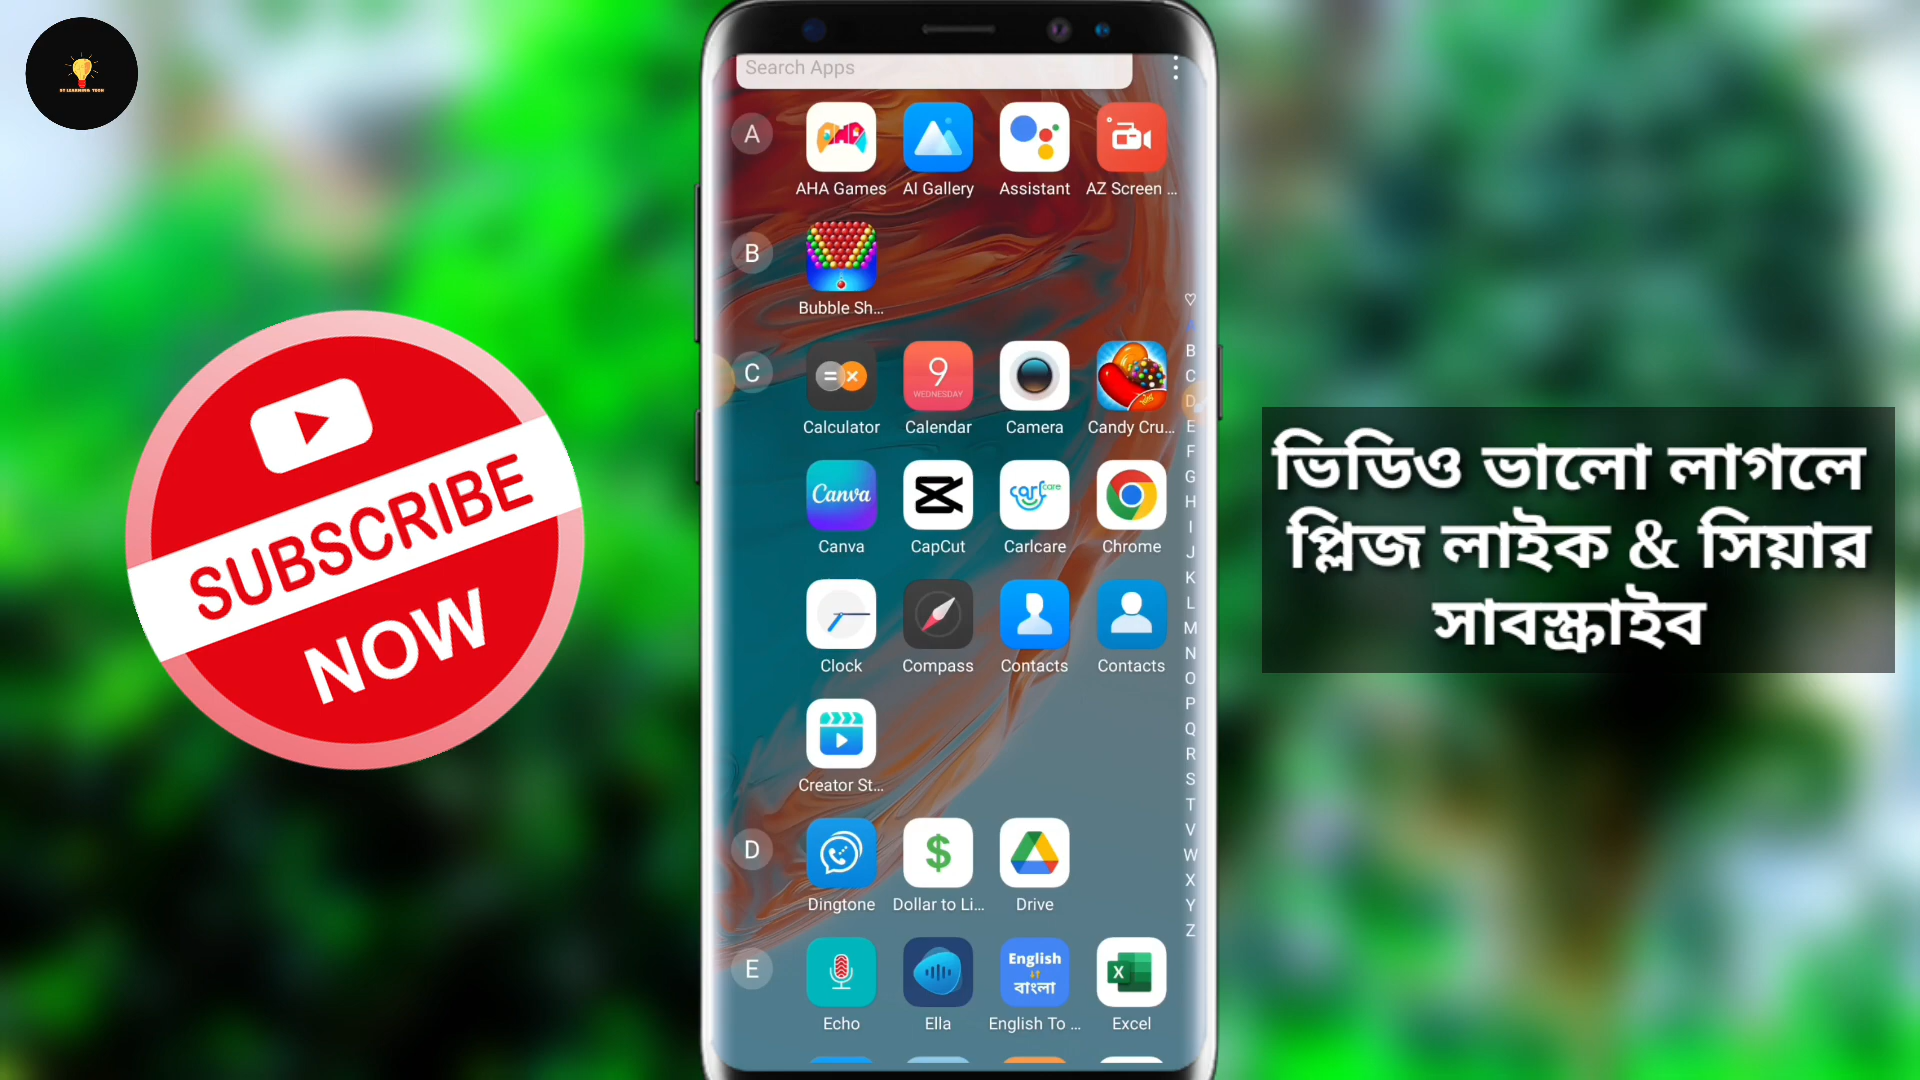 SUBSCRIBE
NOW
Search Apps
A
AHA Games
AI Gallery
Assistant
AZ Screen ...
B
Bubble Sh...
C
9
WEDNESDAY
Calculator
Calendar
Camera
Candy Cru...
Canva
carlcare
Canva
CapCut
Carlcare
Chrome
Clock
Compass
Contacts
Contacts
Creator St...
D
Dingtone
Dollar to Li...
Drive
E
English
বাংলা
X
Echo
Ella
English To ...
Excel
A
B
C
D
E
F
G
H
I
J
K
L
M
N
O
P
Q
R
S
T
V
W
X
Y
Z
ভিডিও ভালো লাগলে
প্লিজ লাইক & সিয়ার
সাবস্ক্রাইব